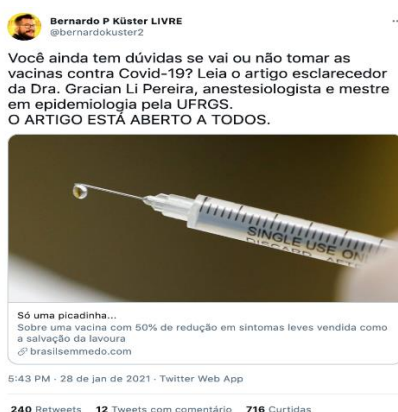 Bernardo P Küster LIVRE
@bernardokuster2
Você ainda tem dúvidas se vai ou não tomar as
vacinas contra Covid-19? Leia o artigo esclarecedor
da Dra. Gracian Li Pereira, anestesiologista e mestre
em epidemiologia pela UFRGS.
O ARTIGO ESTÁ ABERTO A TODOS.
SINGLE USE ON
DISCARD AFT
Só uma picadinha...
Sobre uma vacina com 50% de redução em sintomas leves vendida como
a salvação da lavoura
brasilsemmedo.com
5:43 PM · 28 de jan de 2021 · Twitter Web App
240 Retweets 12 Tweets com comentário 716 Curtidas